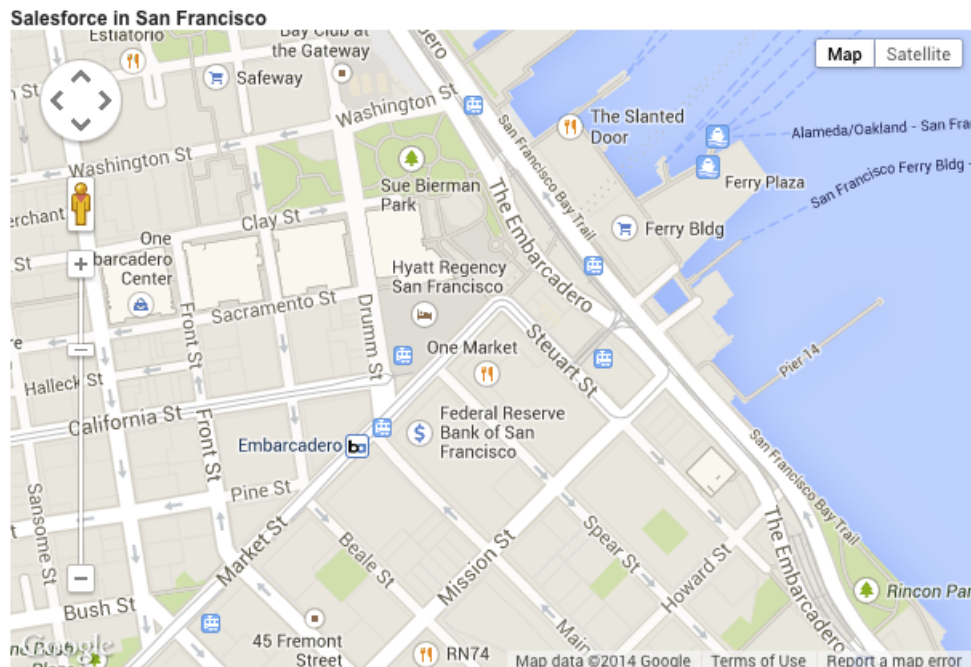 Salesforce in San Francisco
Estiatorio
Bay Club at
the Gateway
Safeway
Map
Satellite
Washington St
The Slanted
Door
San Francisco Bay Trail
Alameda/Oakland - San Fra
Washington St
Sue Bierman
Park
Ferry Plaza
San Francisco Ferry Bldg -
erchant
Clay St
The Embarcadero
Ferry Bldg
St
One
barcadero
Center
Hyatt Regency
San Francisco
Sacramento St
Front St
Drumm St
One Market
Steuart St
Pier 14
Halleck St
California St
Front St
Federal Reserve
Bank of San
Francisco
Embarcadero
ba
San Francisco Bay Trail
Sansome St
Pine St
Market St
Beale St
Mission St
Spear St
Howard St
The Embarcadero
Rincon Par
Bush St
45 Fremont
Street
Main
RN74
Google
Map data ©2014 Google
Terms of Use
Report a map error